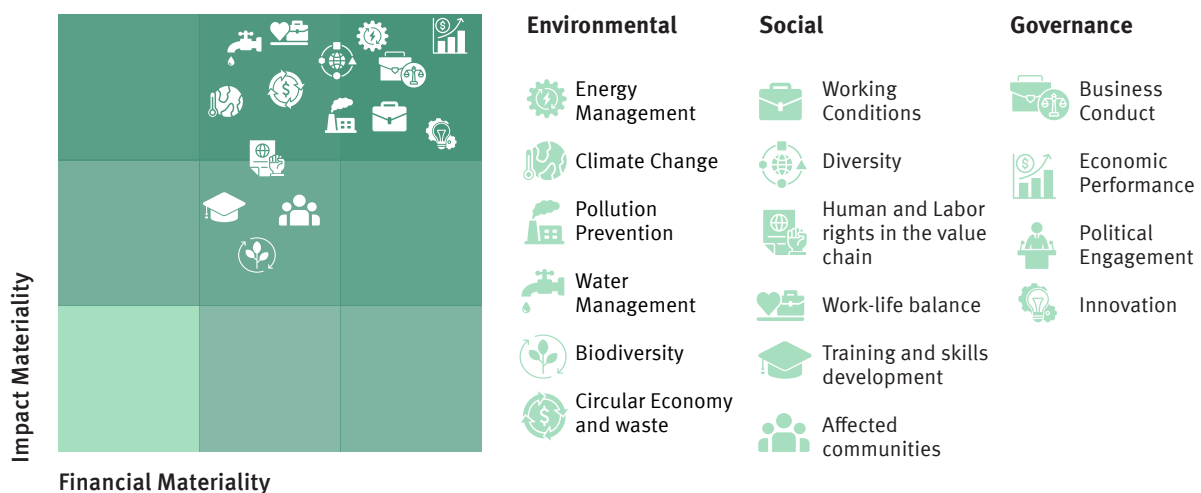 Impact Materiality
Financial Materiality
Environmental
Energy
Management
Climate Change
Pollution
Prevention
Water
Management
Biodiversity
Circular Economy
and waste
Social
Working
Conditions
Diversity
Human and Labor
rights in the value
chain
Work-life balance
Training and skills
development
Affected
communities
Governance
Business
Conduct
Economic
Performance
Political
Engagement
Innovation